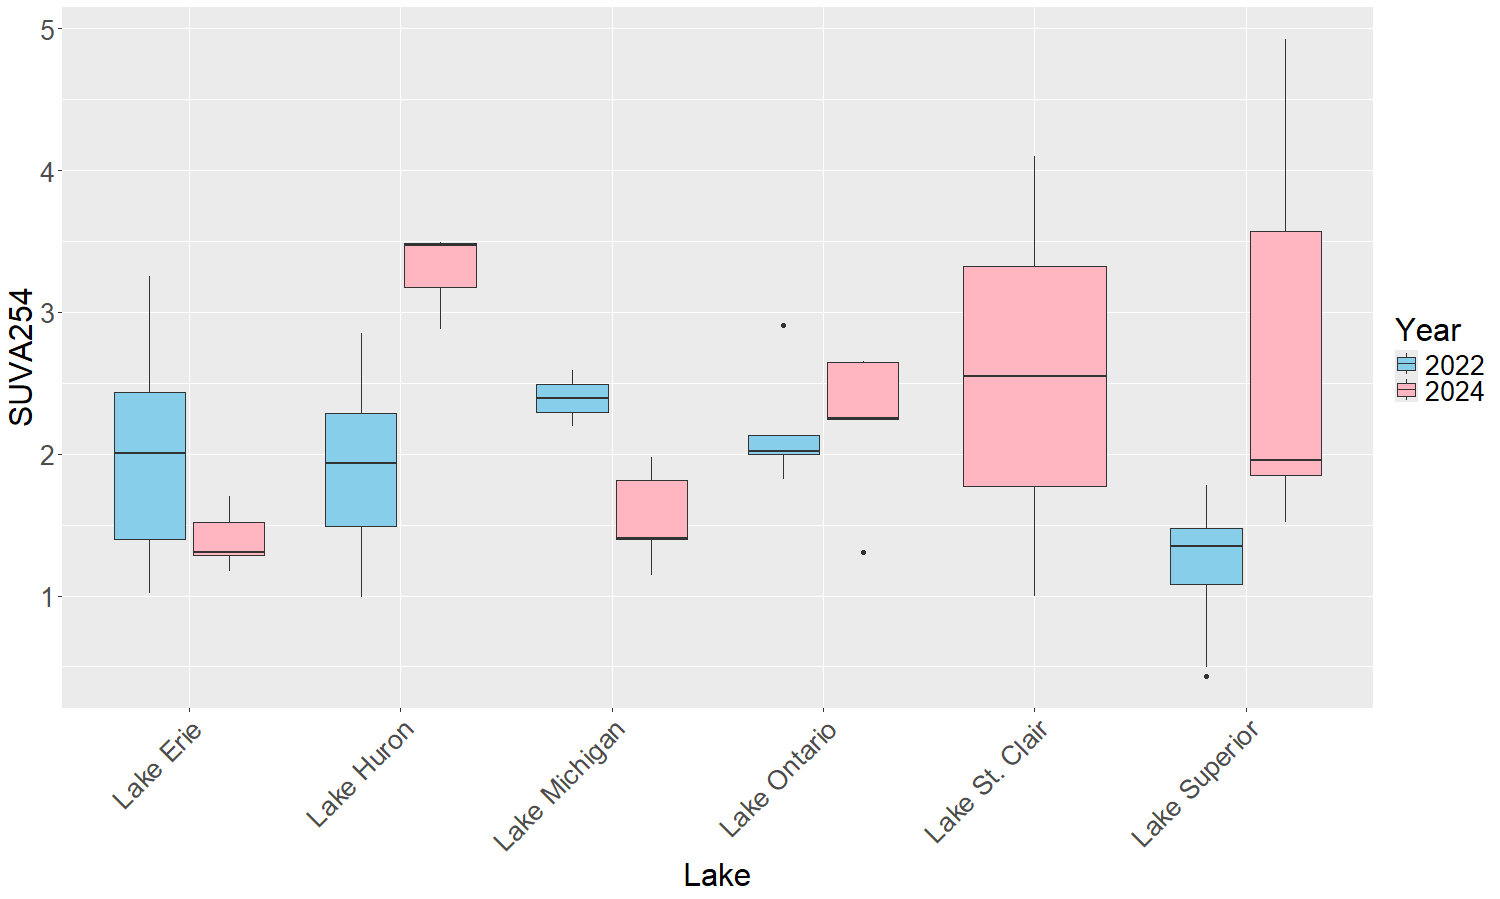 5
4
3
2
1
SUVA254
Lake Erie
Lake Huron
Lake Michigan
Lake Ontario
Lake St. Clair
Lake Superior
Lake
Year
2022
2024